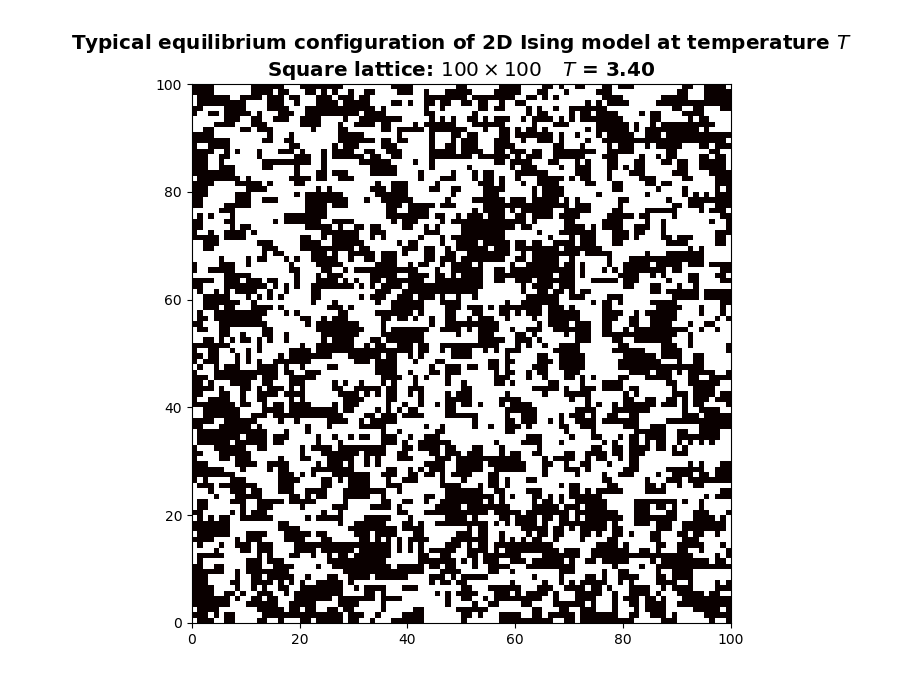 Typical equilibrium configuration of 2D Ising model at temperature T
Square lattice: 100 × 100 T = 3.40
100
80
60
40
20
0
0 20 40 60 80 100